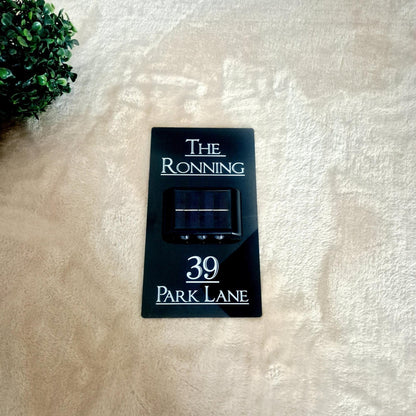 The
Ronning
39
Park Lane